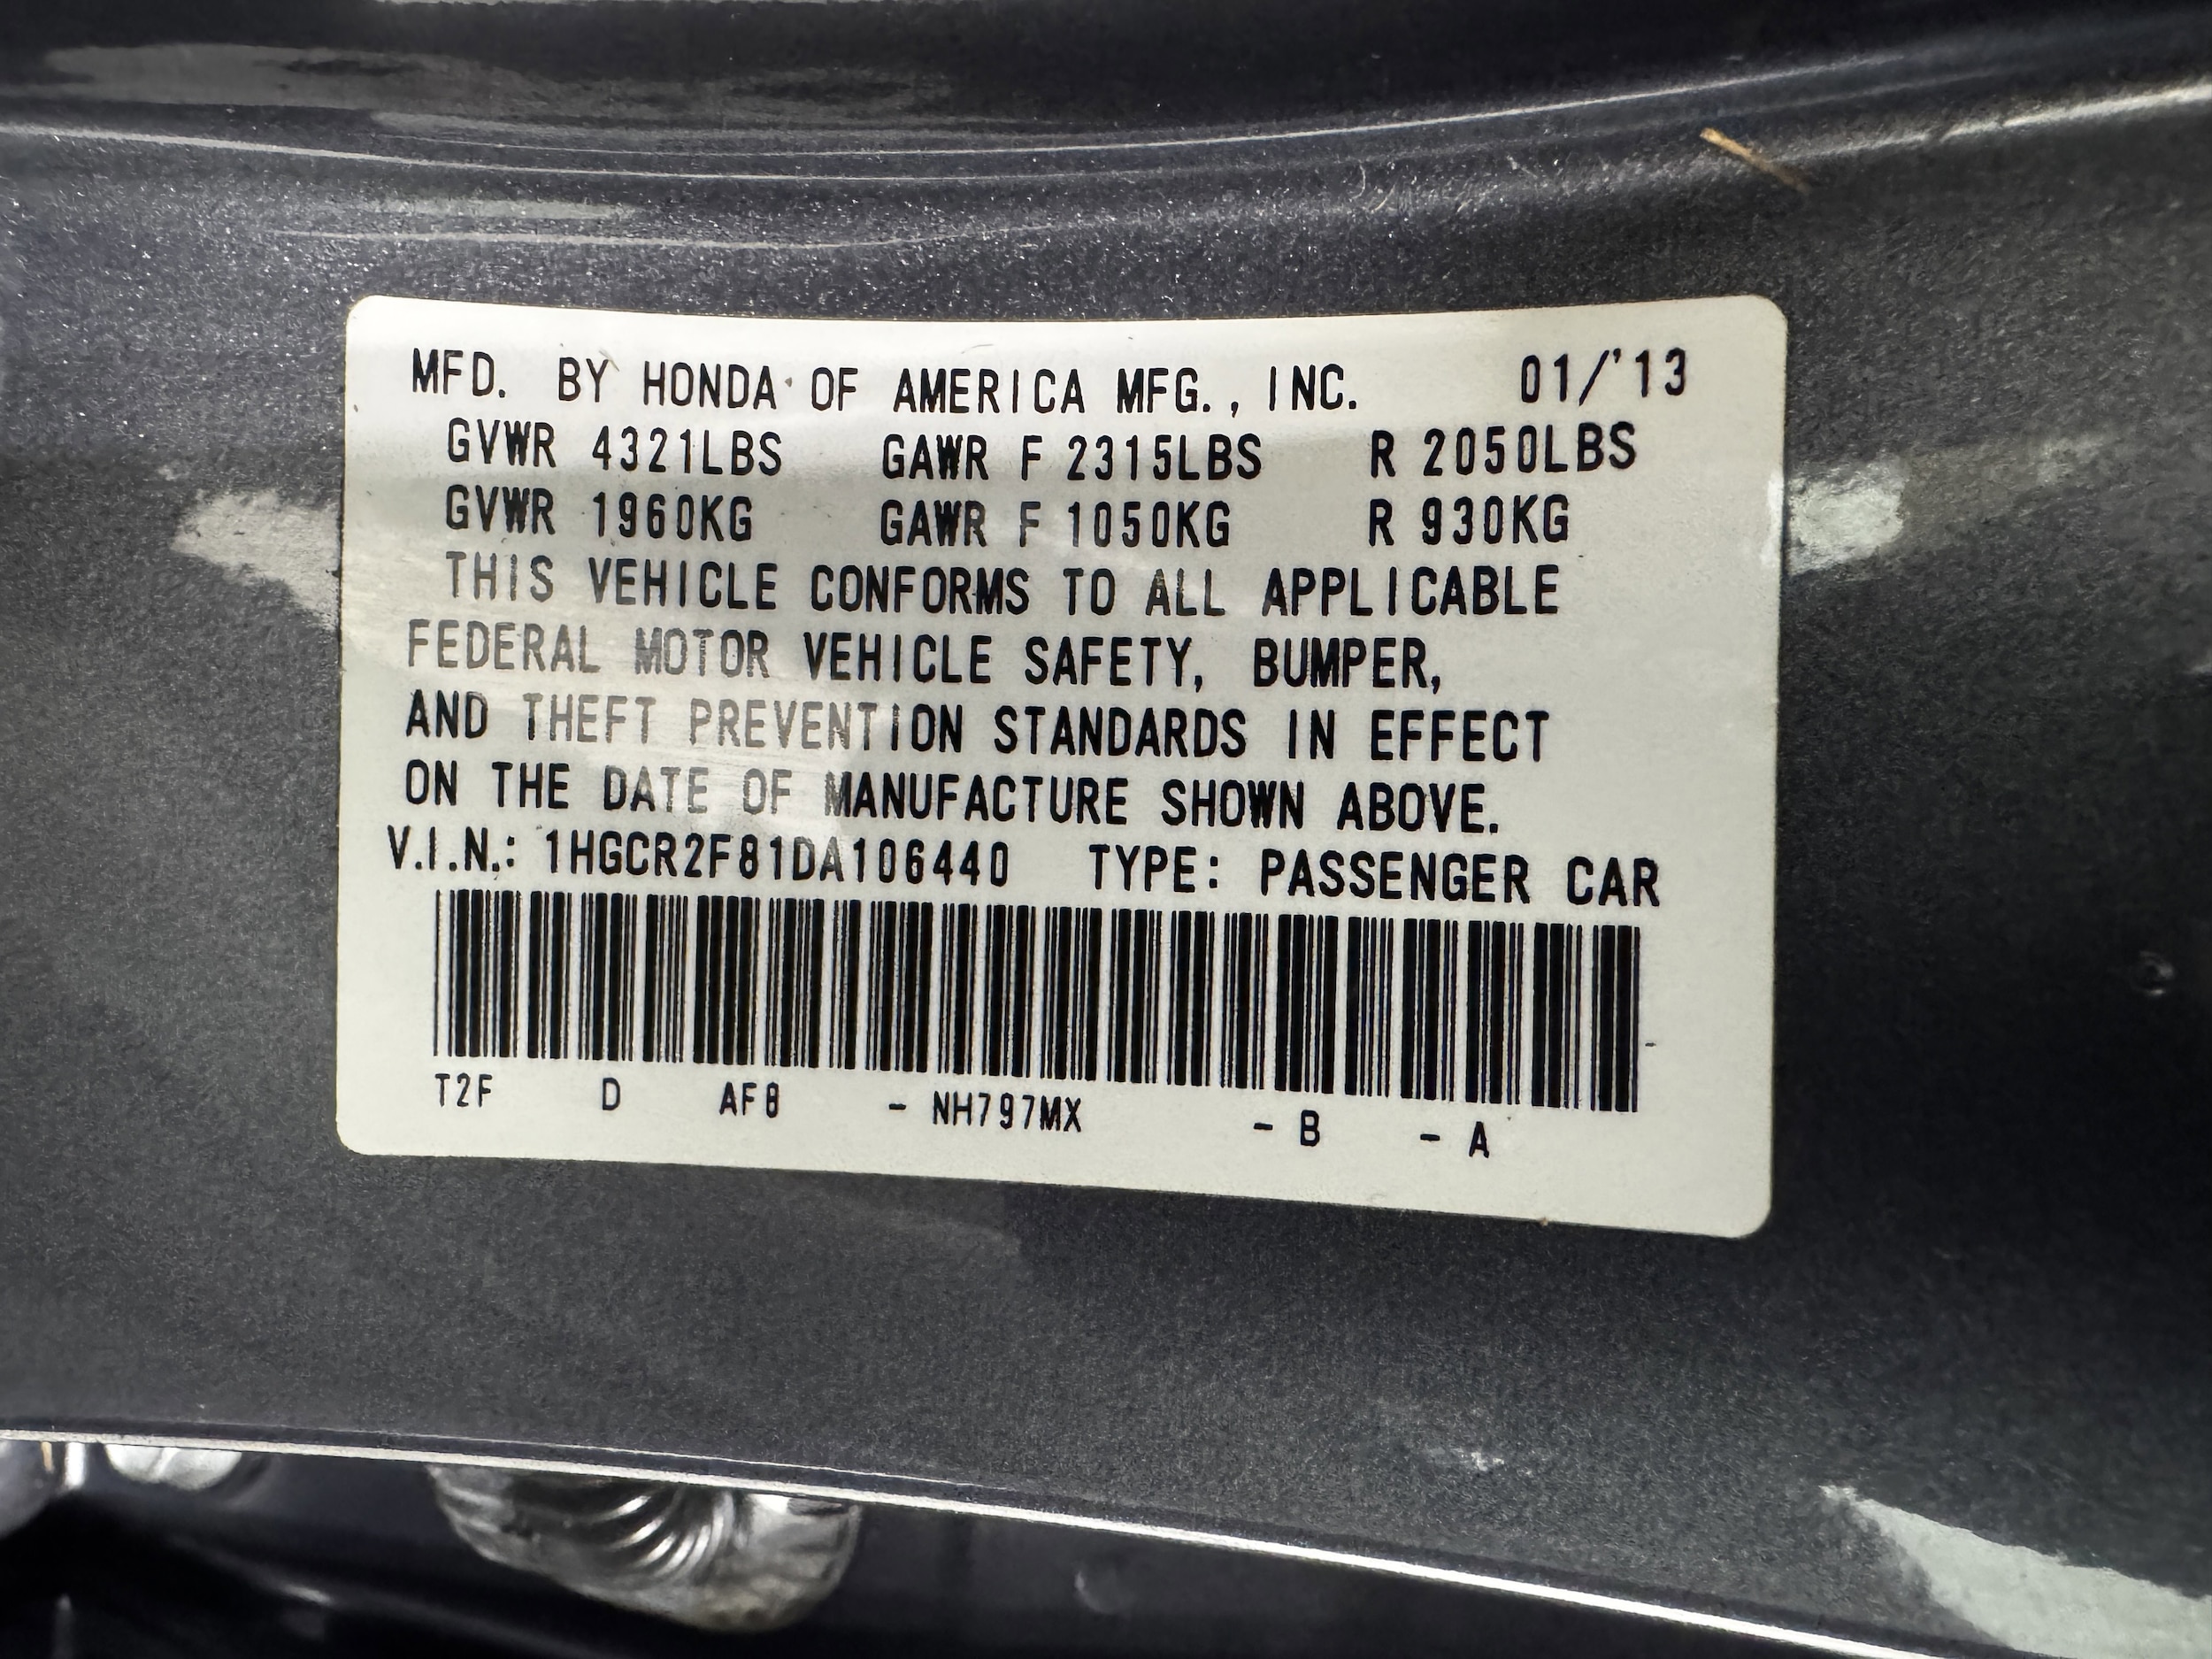 MFD. BY HONDA OF AMERICA MFG., INC. 01/'13
GVWR 4321LBS GAWR F 2315LBS R 2050LBS
GVWR 1960KG GAWR F 1050KG R 930KG
THIS VEHICLE CONFORMS TO ALL APPLICABLE
FEDERAL MOTOR VEHICLE SAFETY, BUMPER,
AND THEFT PREVENTION STANDARDS IN EFFECT
ON THE DATE OF MANUFACTURE SHOWN ABOVE.
V.I.N.: 1HGCR2F81DA106440 TYPE: PASSENGER CAR
T2F D AF8 - NH797MX - B - A